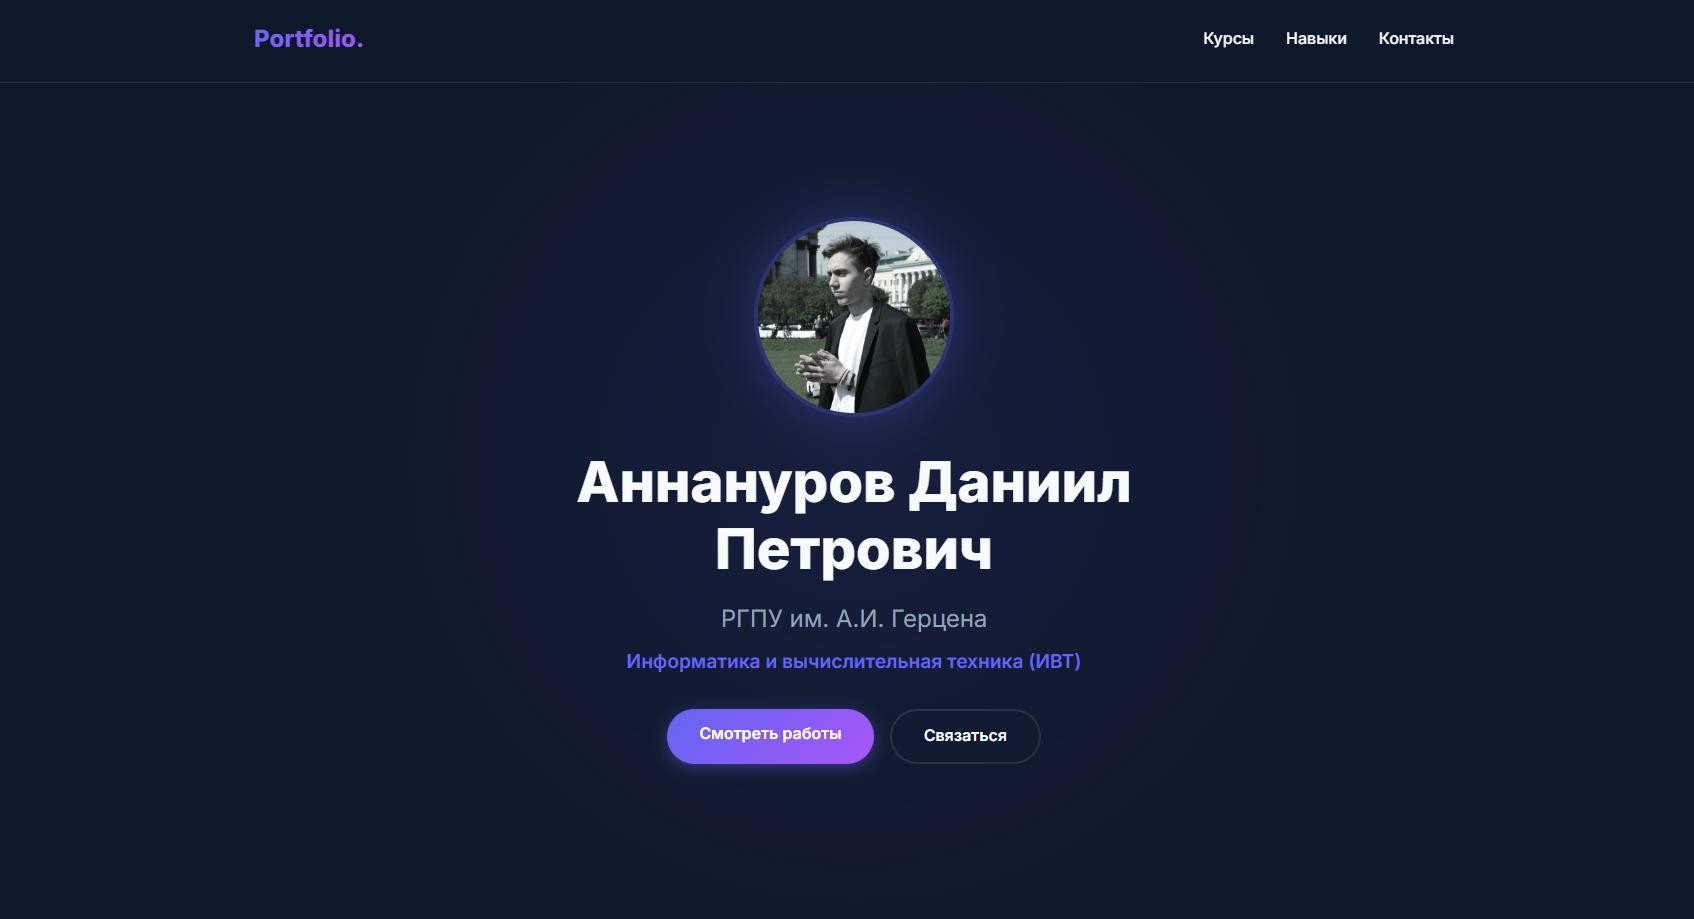 Portfolio.
Курсы
Навыки
Контакты
Аннануров Даниил
Петрович
РГПУ им. А.И. Герцена
Информатика и вычислительная техника (ИВТ)
Смотреть работы
Связаться